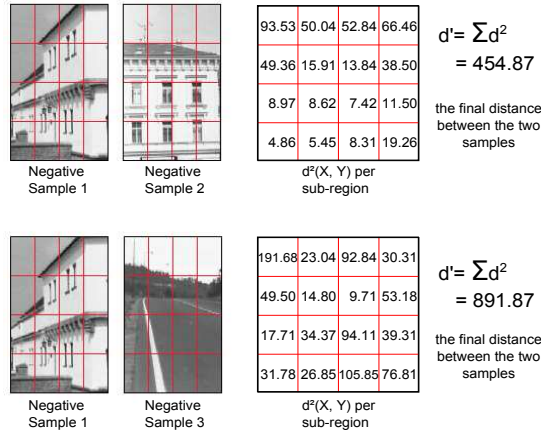 93.53 50.04 52.84 66.46
49.36 15.91 13.84 38.50
8.97 8.62 7.42 11.50
4.86 5.45 8.31 19.26
d'= Σd²
= 454.87
the final distance
between the two
samples
Negative
Sample 1
Negative
Sample 2
d²(X, Y) per
sub-region
191.68 23.04 92.84 30.31
49.50 14.80 9.71 53.18
17.71 34.37 94.11 39.31
31.78 26.85 105.85 76.81
d'= Σd²
= 891.87
the final distance
between the two
samples
Negative
Sample 1
Negative
Sample 3
d²(X, Y) per
sub-region